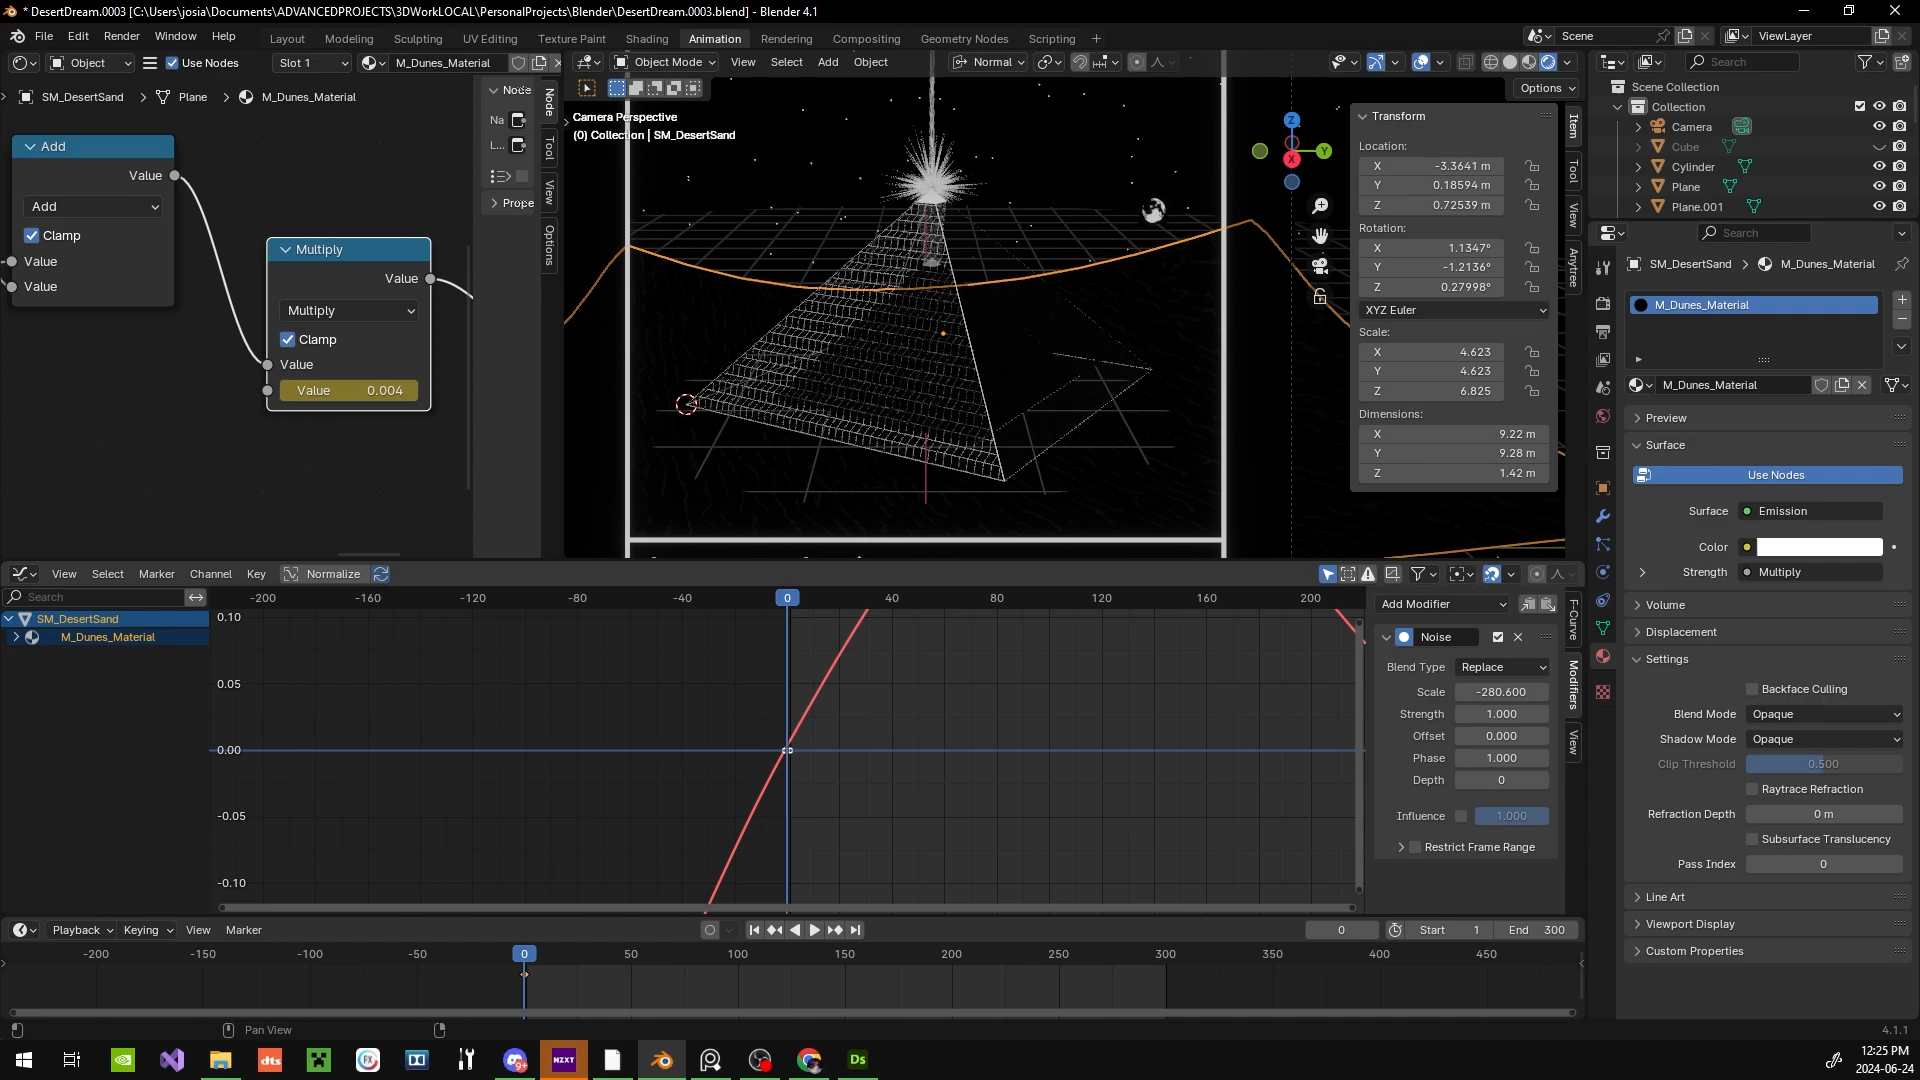 * DesertDream.0003 [C:\Users\josia\Documents\ADVANCEDPROJECTS\3DWorkLOCAL\PersonalProjects\Blender\DesertDream.0003.blend] - Blender 4.1
File Edit Render Window Help Layout Modeling Sculpting UV Editing Texture Paint Shading Animation Rendering Compositing Geometry Nodes Scripting + Scene ViewLayer
Object Use Nodes Slot 1 M_Dunes_Material
SM_DesertSand > Plane > M_Dunes_Material
Add
Value
Add
Clamp
Value
Value
Multiply
Value
Multiply
Clamp
Value
Value 0.004
Node
Na
L...
Prope
Node
Tool
View
Options
Object Mode View Select Add Object Normal
Options
Camera Perspective
(0) Collection | SM_DesertSand
Z
Y
X
Transform
Location:
X -3.3641 m
Y 0.18594 m
Z 0.72539 m
Rotation:
X 1.1347°
Y -1.2136°
Z 0.27998°
XYZ Euler
Scale:
X 4.623
Y 4.623
Z 6.825
Dimensions:
X 9.22 m
Y 9.28 m
Z 1.42 m
Item
Tool
View
Anytree
Search
Scene Collection
Collection
Camera
Cube
Cylinder
Plane
Plane.001
Search
SM_DesertSand > M_Dunes_Material
M_Dunes_Material
M_Dunes_Material
Preview
Surface
Use Nodes
Surface Emission
Color
Strength Multiply
Volume
Displacement
Settings
Backface Culling
Blend Mode Opaque
Shadow Mode Opaque
Clip Threshold 0.500
Raytrace Refraction
Refraction Depth 0 m
Subsurface Translucency
Pass Index 0
Line Art
Viewport Display
Custom Properties
View Select Marker Channel Key Normalize
Search
SM_DesertSand
M_Dunes_Material
-200 -160 -120 -80 -40 0 40 80 120 160 200
0.10
0.05
0.00
-0.05
-0.10
Add Modifier
Noise
Blend Type Replace
Scale -280.600
Strength 1.000
Offset 0.000
Phase 1.000
Depth 0
Influence 1.000
Restrict Frame Range
F-Curve
Modifiers
View
Playback Keying View Marker 0 Start 1 End 300
-200 -150 -100 -50 0 50 100 150 200 250 300 350 400 450
Pan View
4.1.1
dts
FX
NZXT
9+
Ds
12:25 PM
2024-06-24